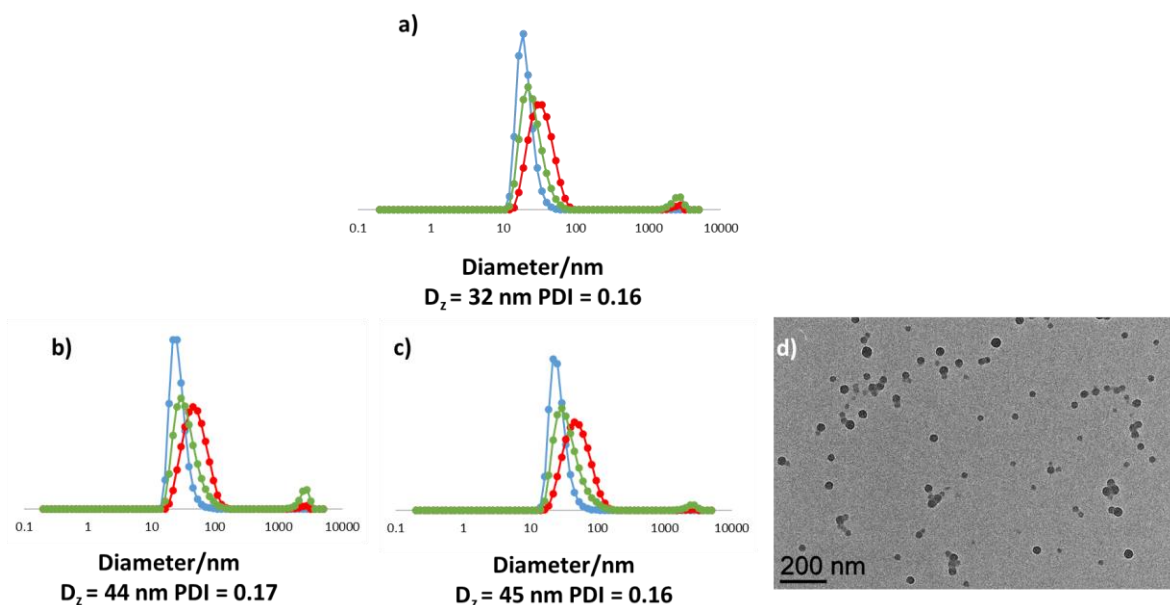 a)
0.1 1 10 100 1000 10000
Diameter/nm
Dz = 32 nm PDI = 0.16
b)
0.1 1 10 100 1000 10000
Diameter/nm
Dz = 44 nm PDI = 0.17
c)
0.1 1 10 100 1000 10000
Diameter/nm
Dz = 45 nm PDI = 0.16
d)
200 nm